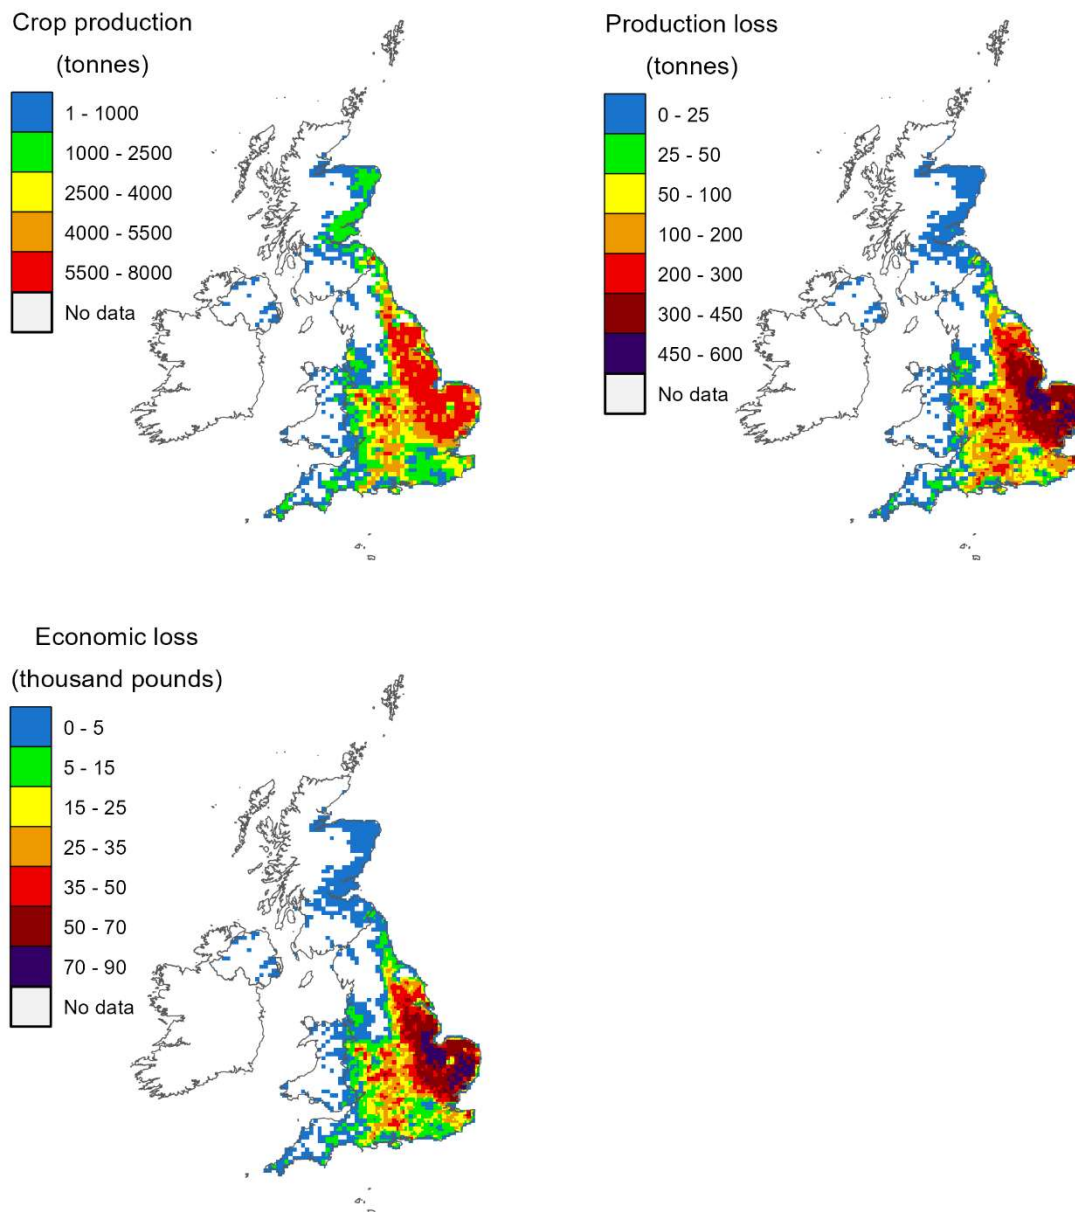 Crop production
(tonnes)
1 - 1000
1000 - 2500
2500 - 4000
4000 - 5500
5500 - 8000
No data
Production loss
(tonnes)
0 - 25
25 - 50
50 - 100
100 - 200
200 - 300
300 - 450
450 - 600
No data
Economic loss
(thousand pounds)
0 - 5
5 - 15
15 - 25
25 - 35
35 - 50
50 - 70
70 - 90
No data